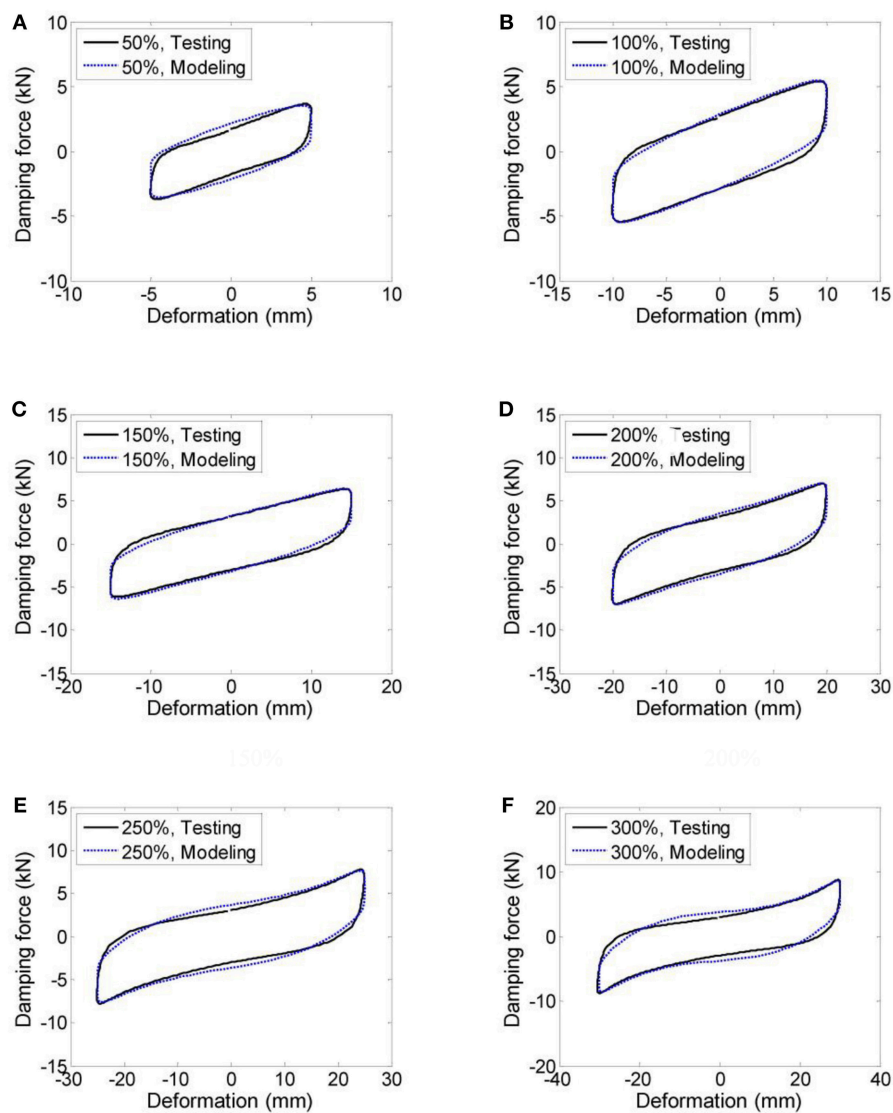 A
10
5
0
-5
-10
-10 -5 0 5 10
Damping force (kN)
Deformation (mm)
50%, Testing
50%, Modeling
B
10
5
0
-5
-10
-15 -10 -5 0 5 10 15
Damping force (kN)
Deformation (mm)
100%, Testing
100%, Modeling
C
15
10
5
0
-5
-10
-15
-20 -10 0 10 20
Damping force (kN)
Deformation (mm)
150%, Testing
150%, Modeling
D
15
10
5
0
-5
-10
-15
-30 -20 -10 0 10 20 30
Damping force (kN)
Deformation (mm)
200%, Testing
200%, Modeling
150%
200%
E
15
10
5
0
-5
-10
-15
-30 -20 -10 0 10 20 30
Damping force (kN)
Deformation (mm)
250%, Testing
250%, Modeling
F
20
10
0
-10
-20
-40 -20 0 20 40
Damping force (kN)
Deformation (mm)
300%, Testing
300%, Modeling